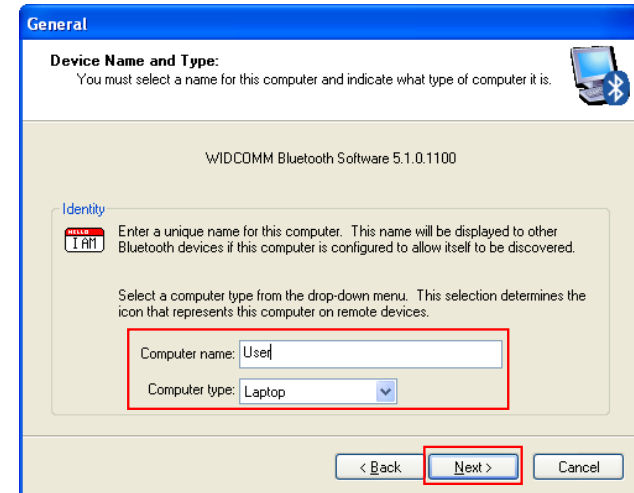 General
Device Name and Type:
You must select a name for this computer and indicate what type of computer it is.
WIDCOMM Bluetooth Software 5.1.0.1100
Identity
HELLO
I AM
Enter a unique name for this computer. This name will be displayed to other
Bluetooth devices if this computer is configured to allow itself to be discovered.
Select a computer type from the drop-down menu. This selection determines the
icon that represents this computer on remote devices.
Computer name: User
Computer type: Laptop
< Back Next > Cancel